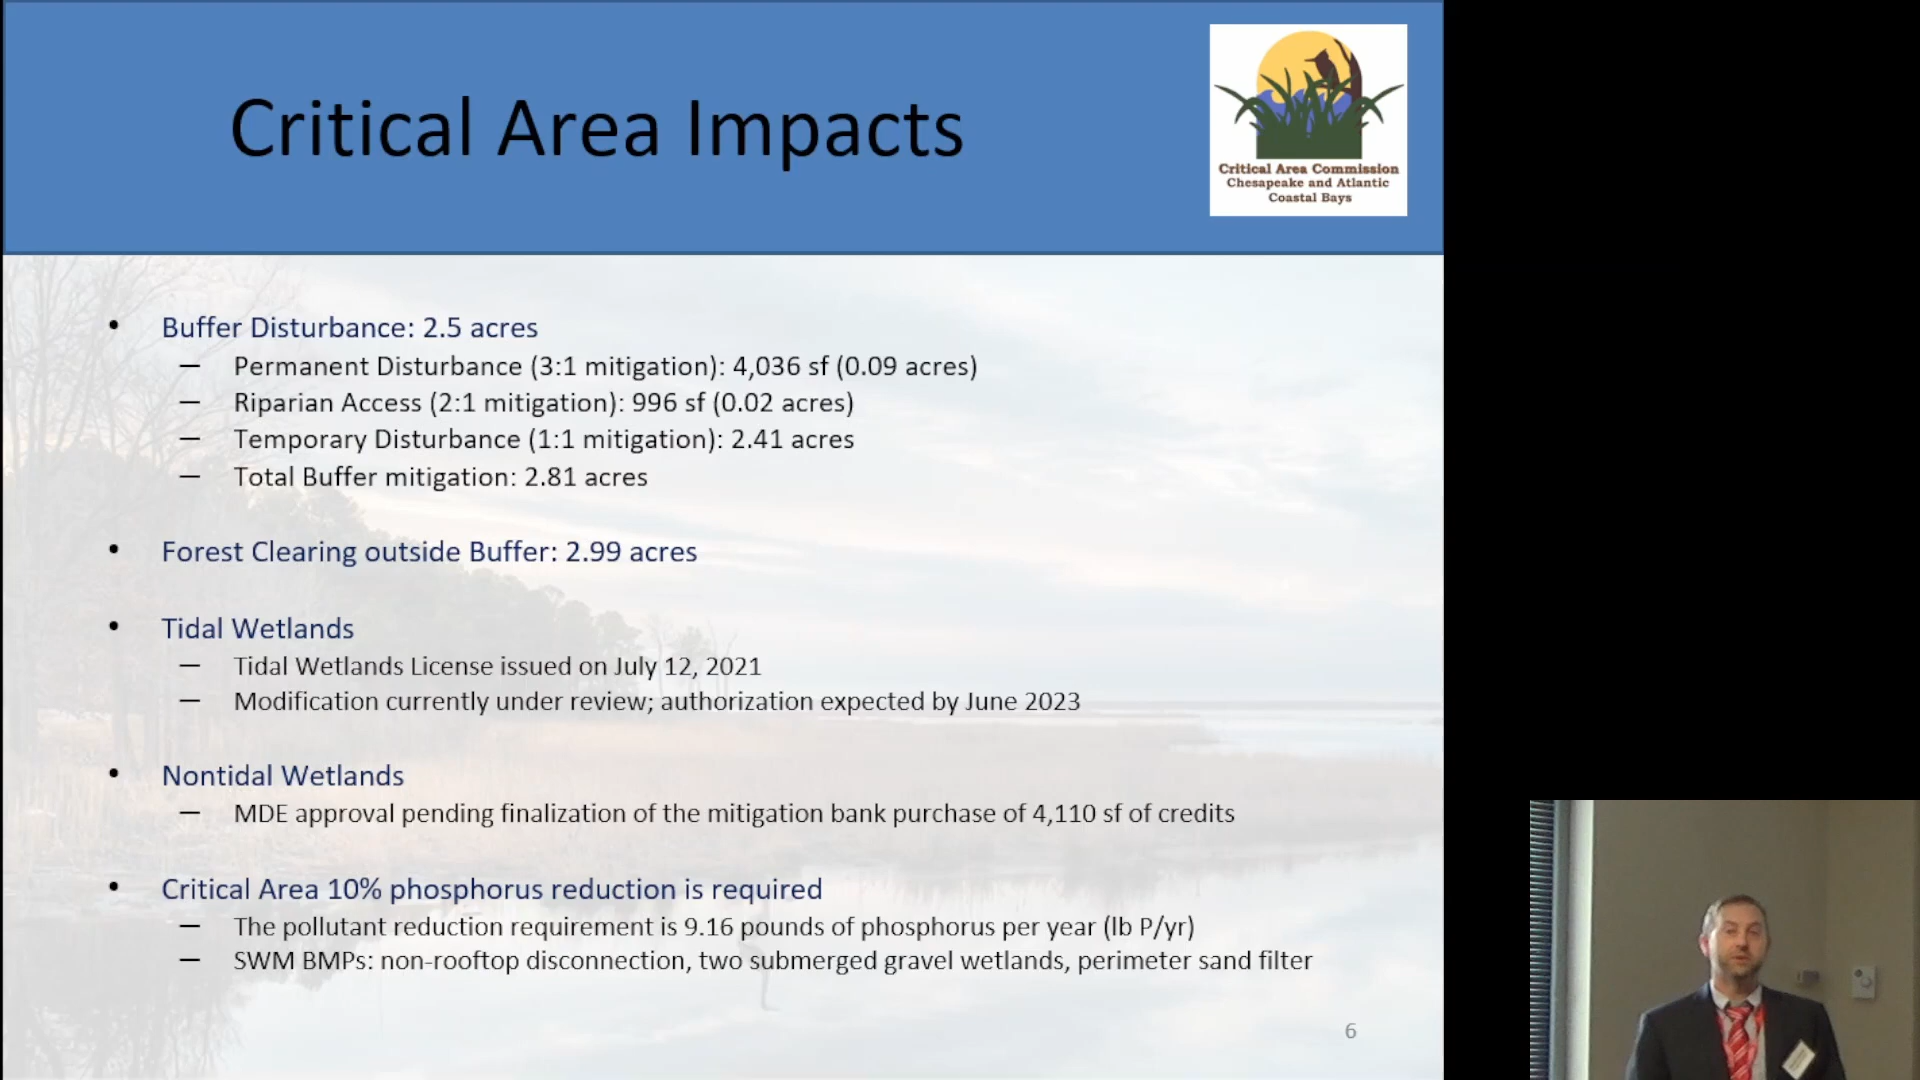 Critical Area Impacts
Critical Area Commission
Chesapeake and Atlantic
Coastal Bays
• Buffer Disturbance: 2.5 acres
— Permanent Disturbance (3:1 mitigation): 4,036 sf (0.09 acres)
— Riparian Access (2:1 mitigation): 996 sf (0.02 acres)
— Temporary Disturbance (1:1 mitigation): 2.41 acres
— Total Buffer mitigation: 2.81 acres
• Forest Clearing outside Buffer: 2.99 acres
• Tidal Wetlands
— Tidal Wetlands License issued on July 12, 2021
— Modification currently under review; authorization expected by June 2023
• Nontidal Wetlands
— MDE approval pending finalization of the mitigation bank purchase of 4,110 sf of credits
• Critical Area 10% phosphorus reduction is required
— The pollutant reduction requirement is 9.16 pounds of phosphorus per year (lb P/yr)
— SWM BMPs: non-rooftop disconnection, two submerged gravel wetlands, perimeter sand filter
6